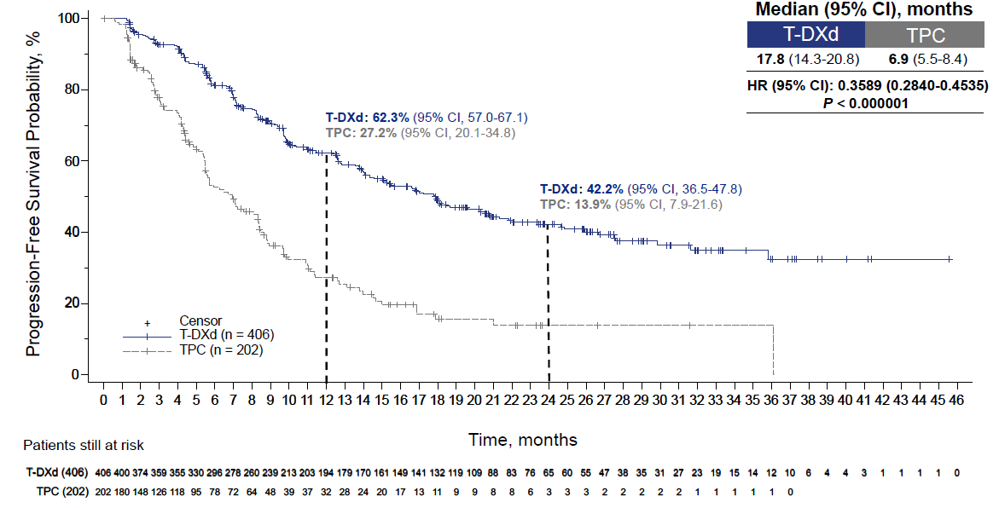 Median (95% CI), months
T-DXd TPC
17.8 (14.3-20.8) 6.9 (5.5-8.4)
HR (95% CI): 0.3589 (0.2840-0.4535)
P < 0.000001
Progression-Free Survival Probability, %
100
80
60
40
20
0
T-DXd: 62.3% (95% CI, 57.0-67.1)
TPC: 27.2% (95% CI, 20.1-34.8)
T-DXd: 42.2% (95% CI, 36.5-47.8)
TPC: 13.9% (95% CI, 7.9-21.6)
Censor
T-DXd (n = 406)
TPC (n = 202)
0 1 2 3 4 5 6 7 8 9 10 11 12 13 14 15 16 17 18 19 20 21 22 23 24 25 26 27 28 29 30 31 32 33 34 35 36 37 38 39 40 41 42 43 44 45 46
Time, months
Patients still at risk
T-DXd (406) 406 400 374 359 355 330 296 278 260 239 213 203 194 179 170 161 149 141 132 119 109 88 83 76 65 60 55 47 38 35 31 27 23 19 15 14 12 10 6 4 4 3 1 1 1 1 0
TPC (202) 202 180 148 126 118 95 78 72 64 48 39 37 32 28 24 20 17 13 11 9 9 8 8 6 3 3 3 2 2 2 2 2 1 1 1 1 1 0